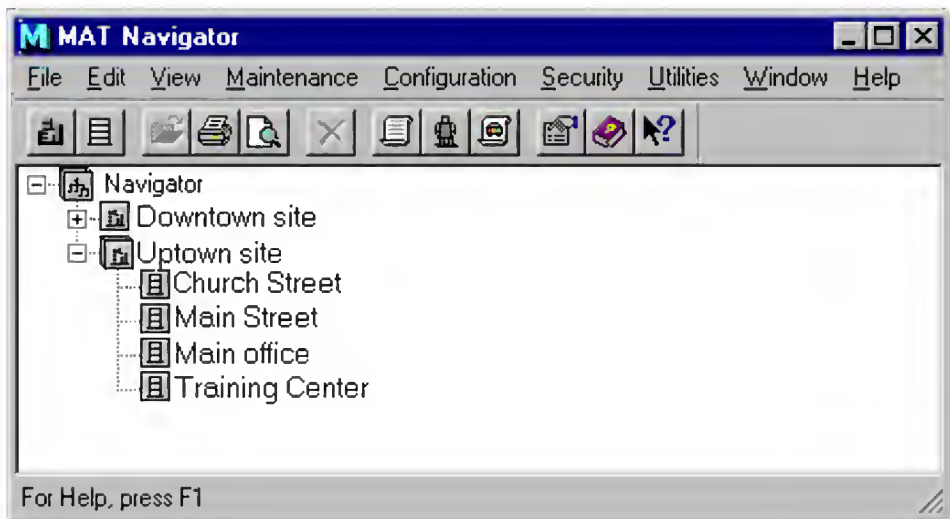 MAT Navigator
File Edit View Maintenance Configuration Security Utilities Window Help
Navigator
Downtown site
Uptown site
Church Street
Main Street
Main office
Training Center
For Help, press F1